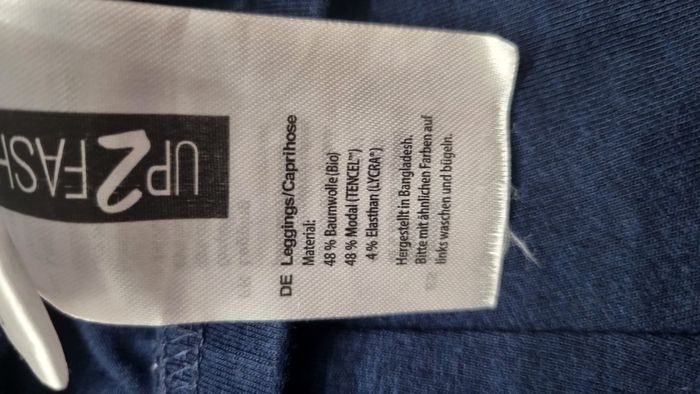 UP2FASH
DE Leggings/Caprihose
Material:
48 % Baumwolle (Bio)
48 % Modal (TENCEL™)
4 % Elasthan (LYCRA®)
Hergestellt in Bangladesh.
Bitte mit ähnlichen Farben auf
links waschen und bügeln.